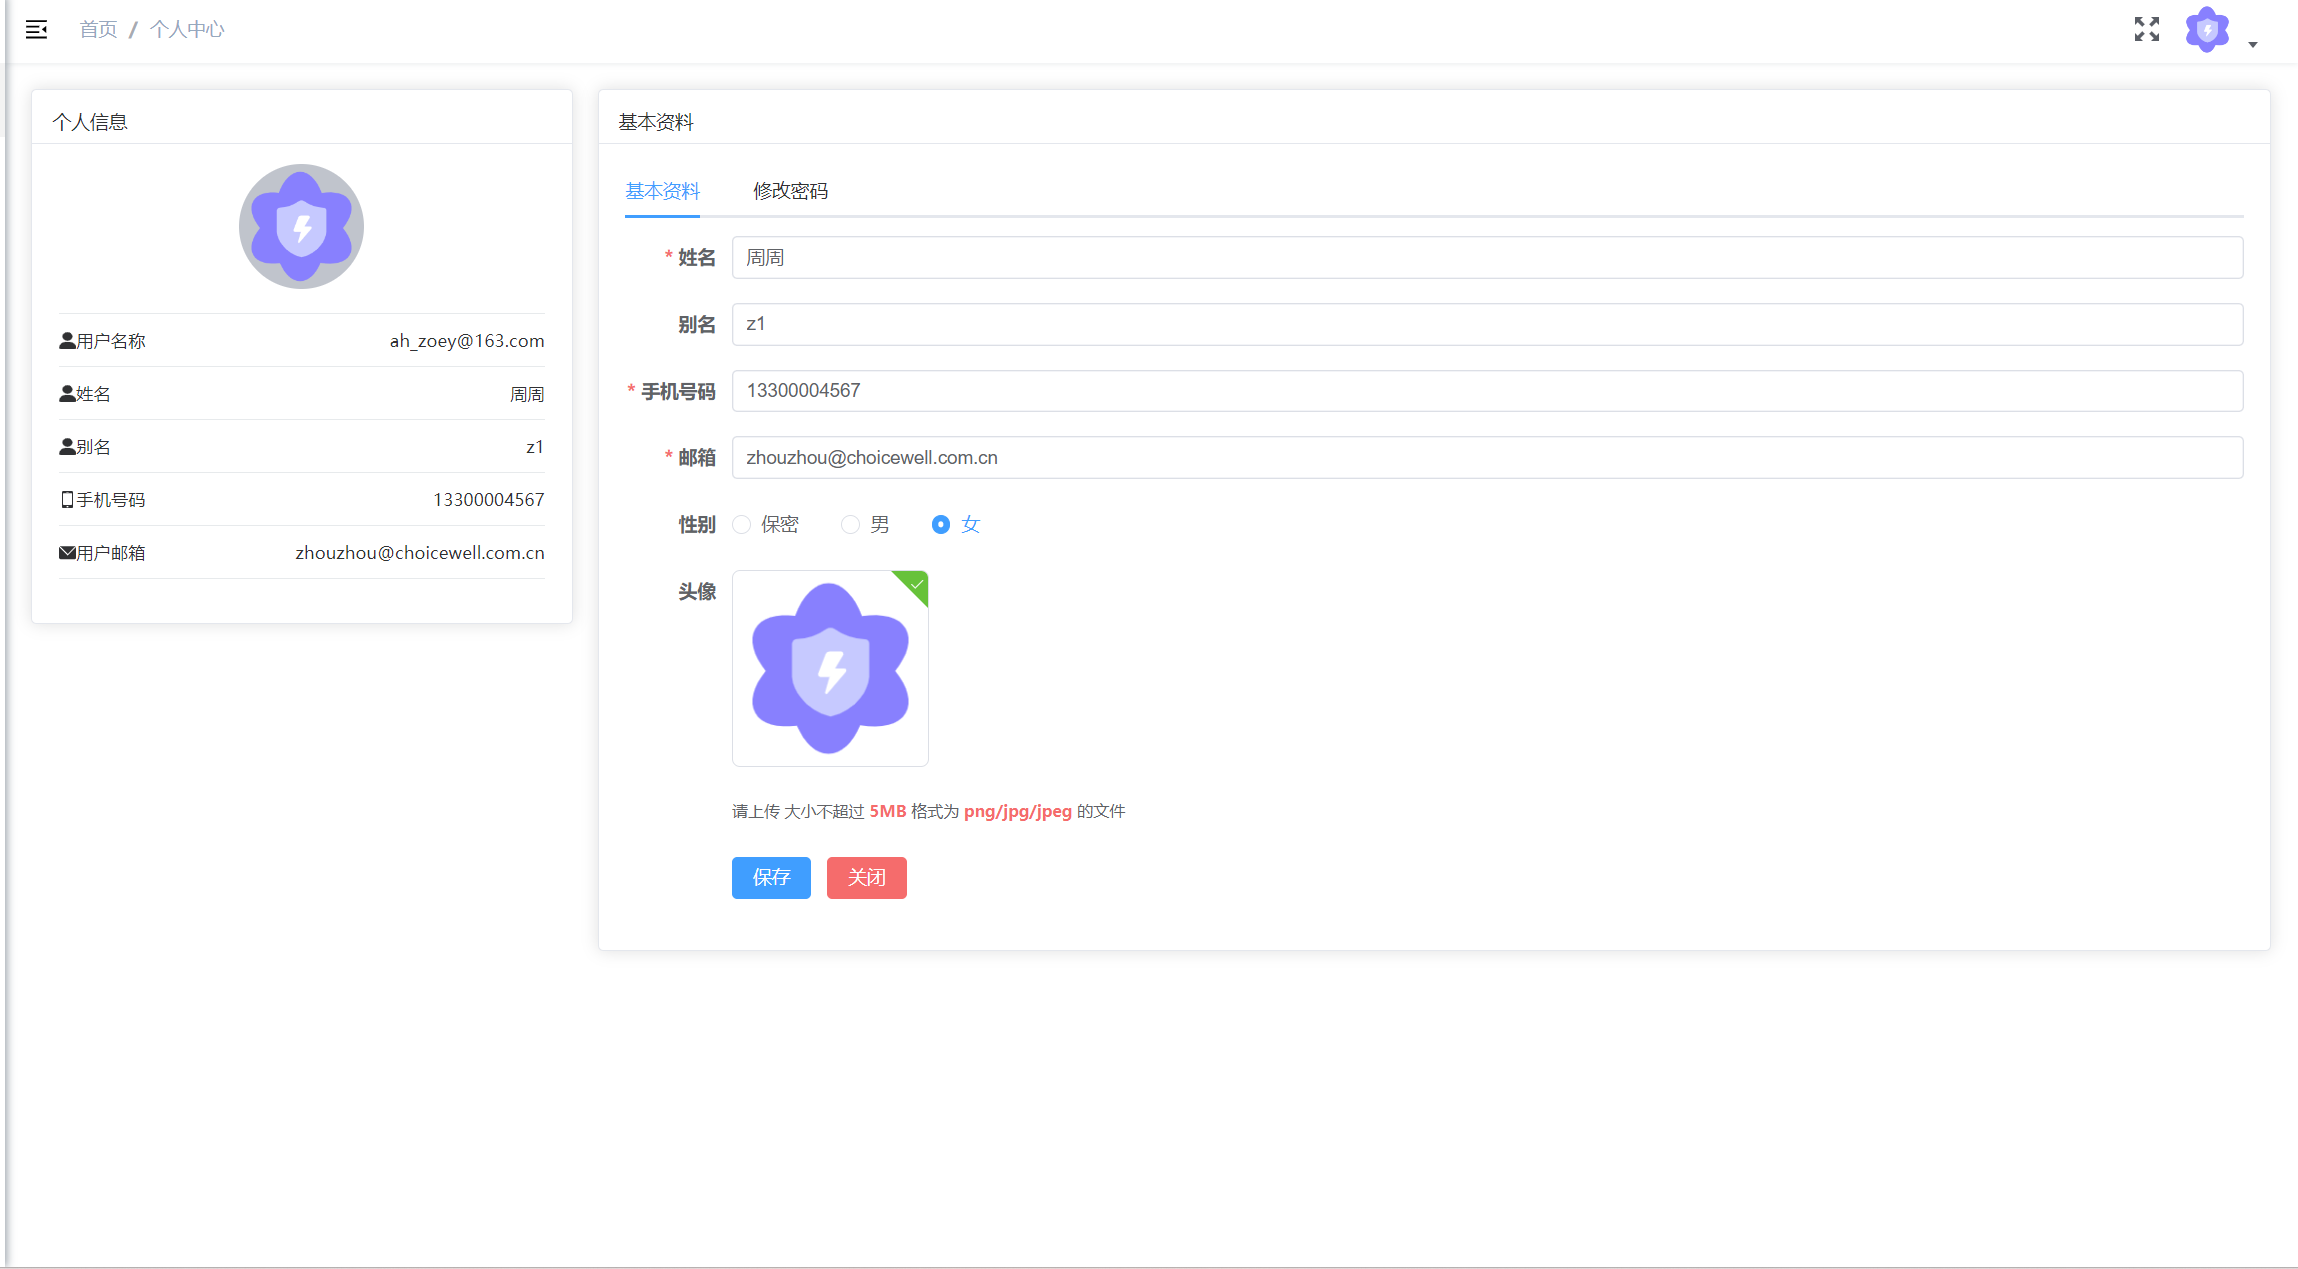 首页 / 个人中心
个人信息
用户名称 ah_zoey@163.com
姓名 周周
别名 z1
手机号码 13300004567
用户邮箱 zhouzhou@choicewell.com.cn
基本资料
基本资料 修改密码
* 姓名 周周
别名 z1
* 手机号码 13300004567
* 邮箱 zhouzhou@choicewell.com.cn
性别 保密 男 女
头像
请上传 大小不超过 5MB 格式为 png/jpg/jpeg 的文件
保存 关闭